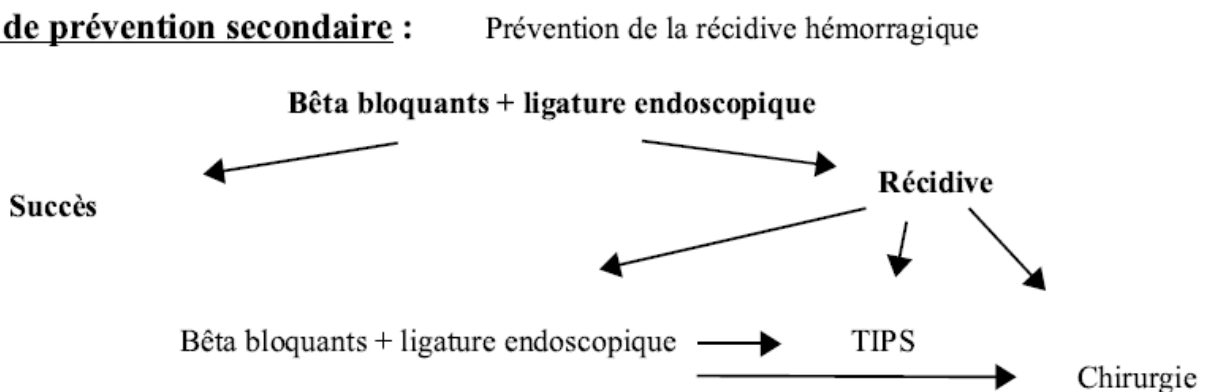 de prévention secondaire : Prévention de la récidive hémorragique
Bêta bloquants + ligature endoscopique
Récidive
Succès
Bêta bloquants + ligature endoscopique TIPS
Chirurgie